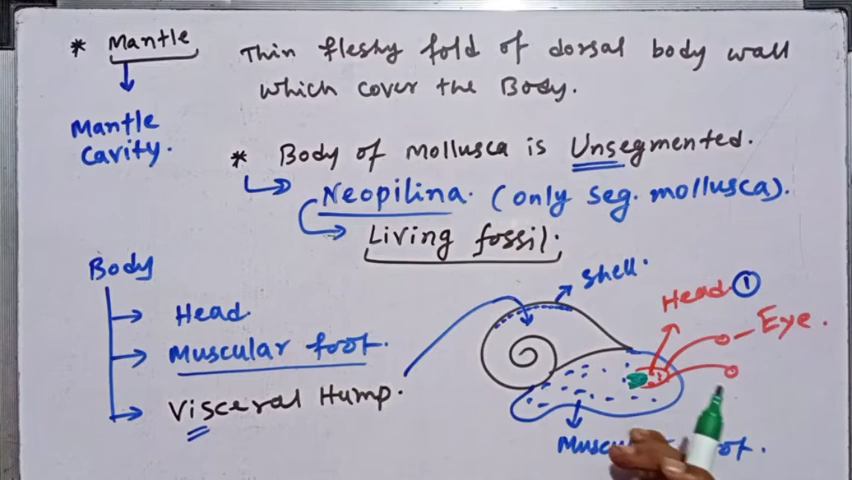 * Mantle
Thin fleshy fold of dorsal body wall
which cover the Body.
Mantle
Cavity.
* Body of mollusca is Unsegmented.
Neopilina. (only seg. mollusca).
Living fossil.
Body
Head
Muscular foot.
Visceral Hump.
Shell.
Head 1
Eye.